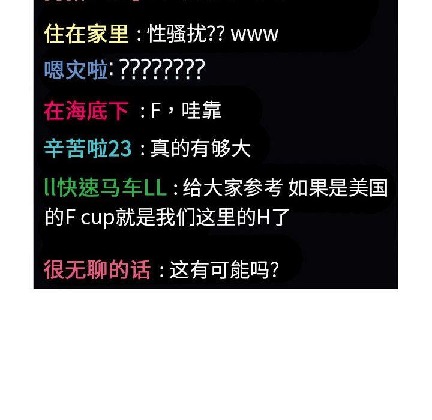 住在家里 : 性骚扰?? www
嗯灾啦: ????????
在海底下 : F，哇靠
辛苦啦23 : 真的有够大
ll快速马车LL : 给大家参考 如果是美国
的F cup就是我们这里的H了
很无聊的话 : 这有可能吗?